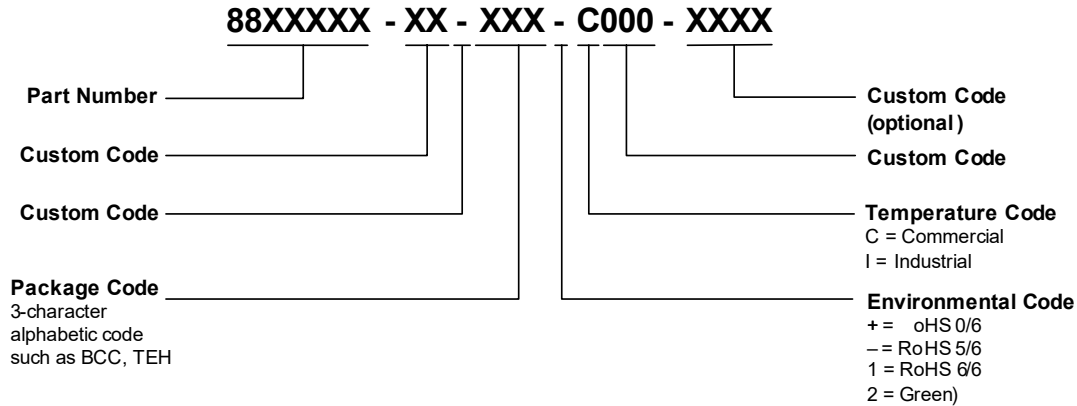 88XXXXX - XX - XXX - C000 - XXXX
Part Number
Custom Code
Custom Code
Package Code
3-character
alphabetic code
such as BCC, TEH
Custom Code
(optional)
Custom Code
Temperature Code
C = Commercial
I = Industrial
Environmental Code
+ = oHS 0/6
– = RoHS 5/6
1 = RoHS 6/6
2 = Green)